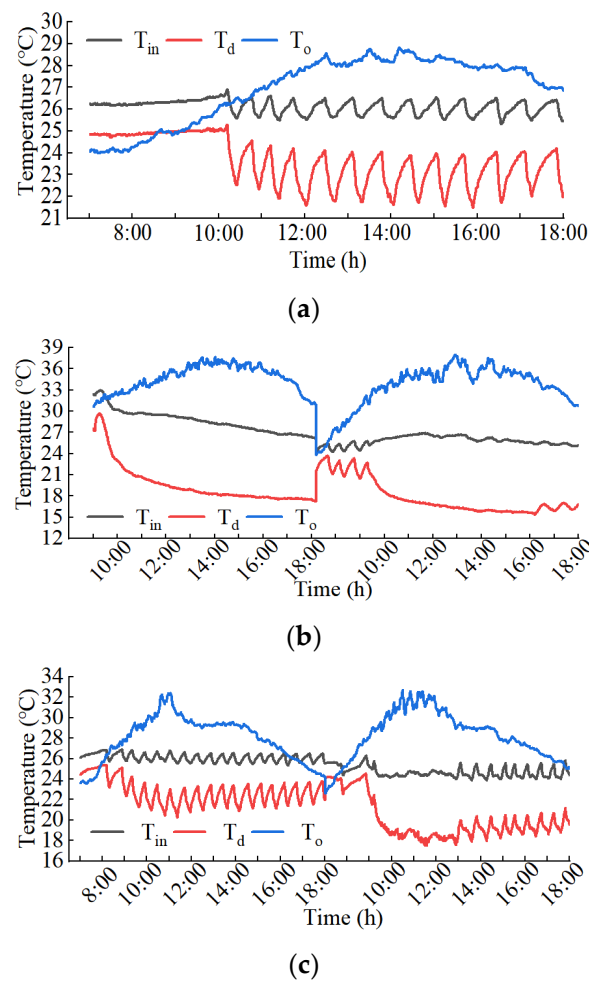 30
29
28
27
26
25
24
23
22
21
Temperature (°C)
T_in T_d T_o
8:00 10:00 12:00 14:00 16:00 18:00
Time (h)
(a)
39
36
33
30
27
24
21
18
15
12
Temperature (°C)
T_in T_d T_o
10:00 12:00 14:00 16:00 18:00 10:00 12:00 14:00 16:00 18:00
Time (h)
(b)
34
32
30
28
26
24
22
20
18
16
Temperature (°C)
T_in T_d T_o
8:00 10:00 12:00 14:00 16:00 18:00 10:00 12:00 14:00 16:00 18:00
Time (h)
(c)